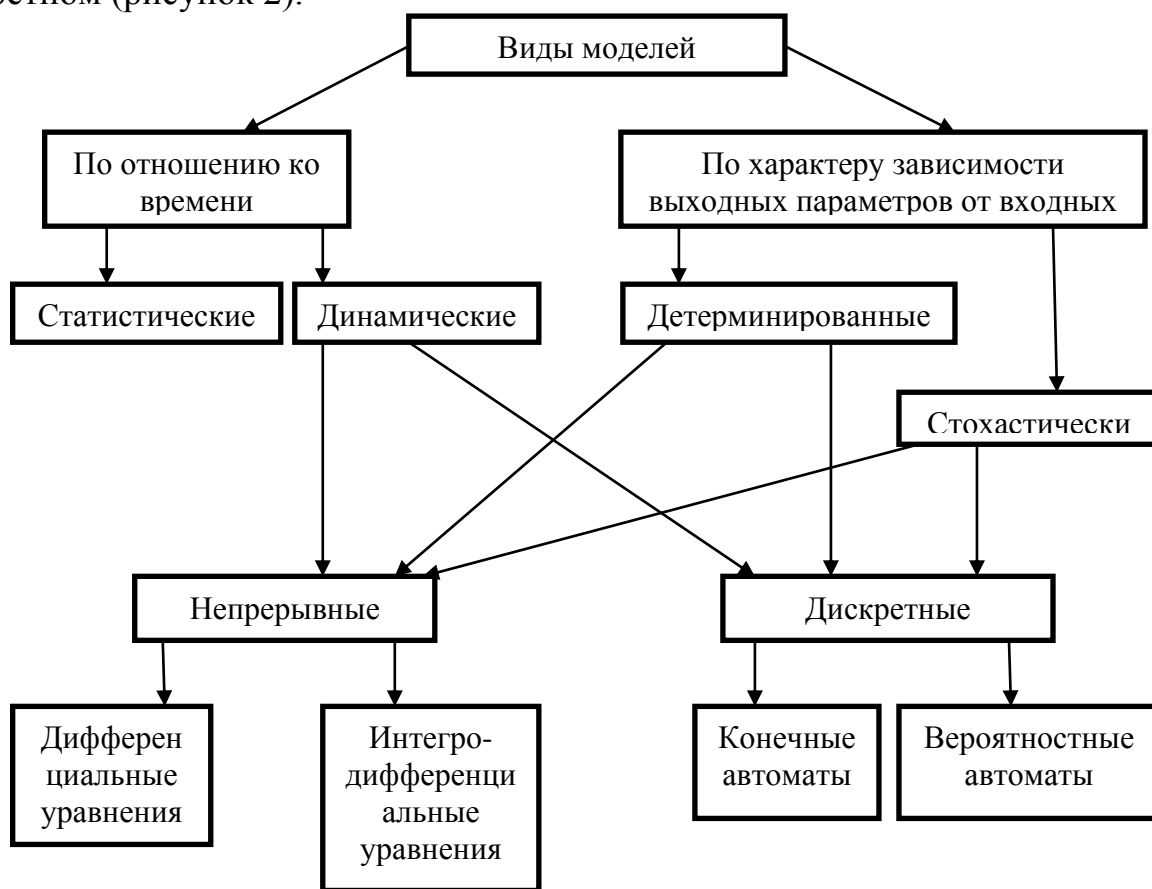 ретном (рисунок 2).
Виды моделей
По отношению ко
времени
По характеру зависимости
выходных параметров от входных
Статистические
Динамические
Детерминированные
Стохастически
Непрерывные
Дискретные
Дифферен
циальные
уравнения
Интегро-
дифференци
альные
уравнения
Конечные
автоматы
Вероятностные
автоматы